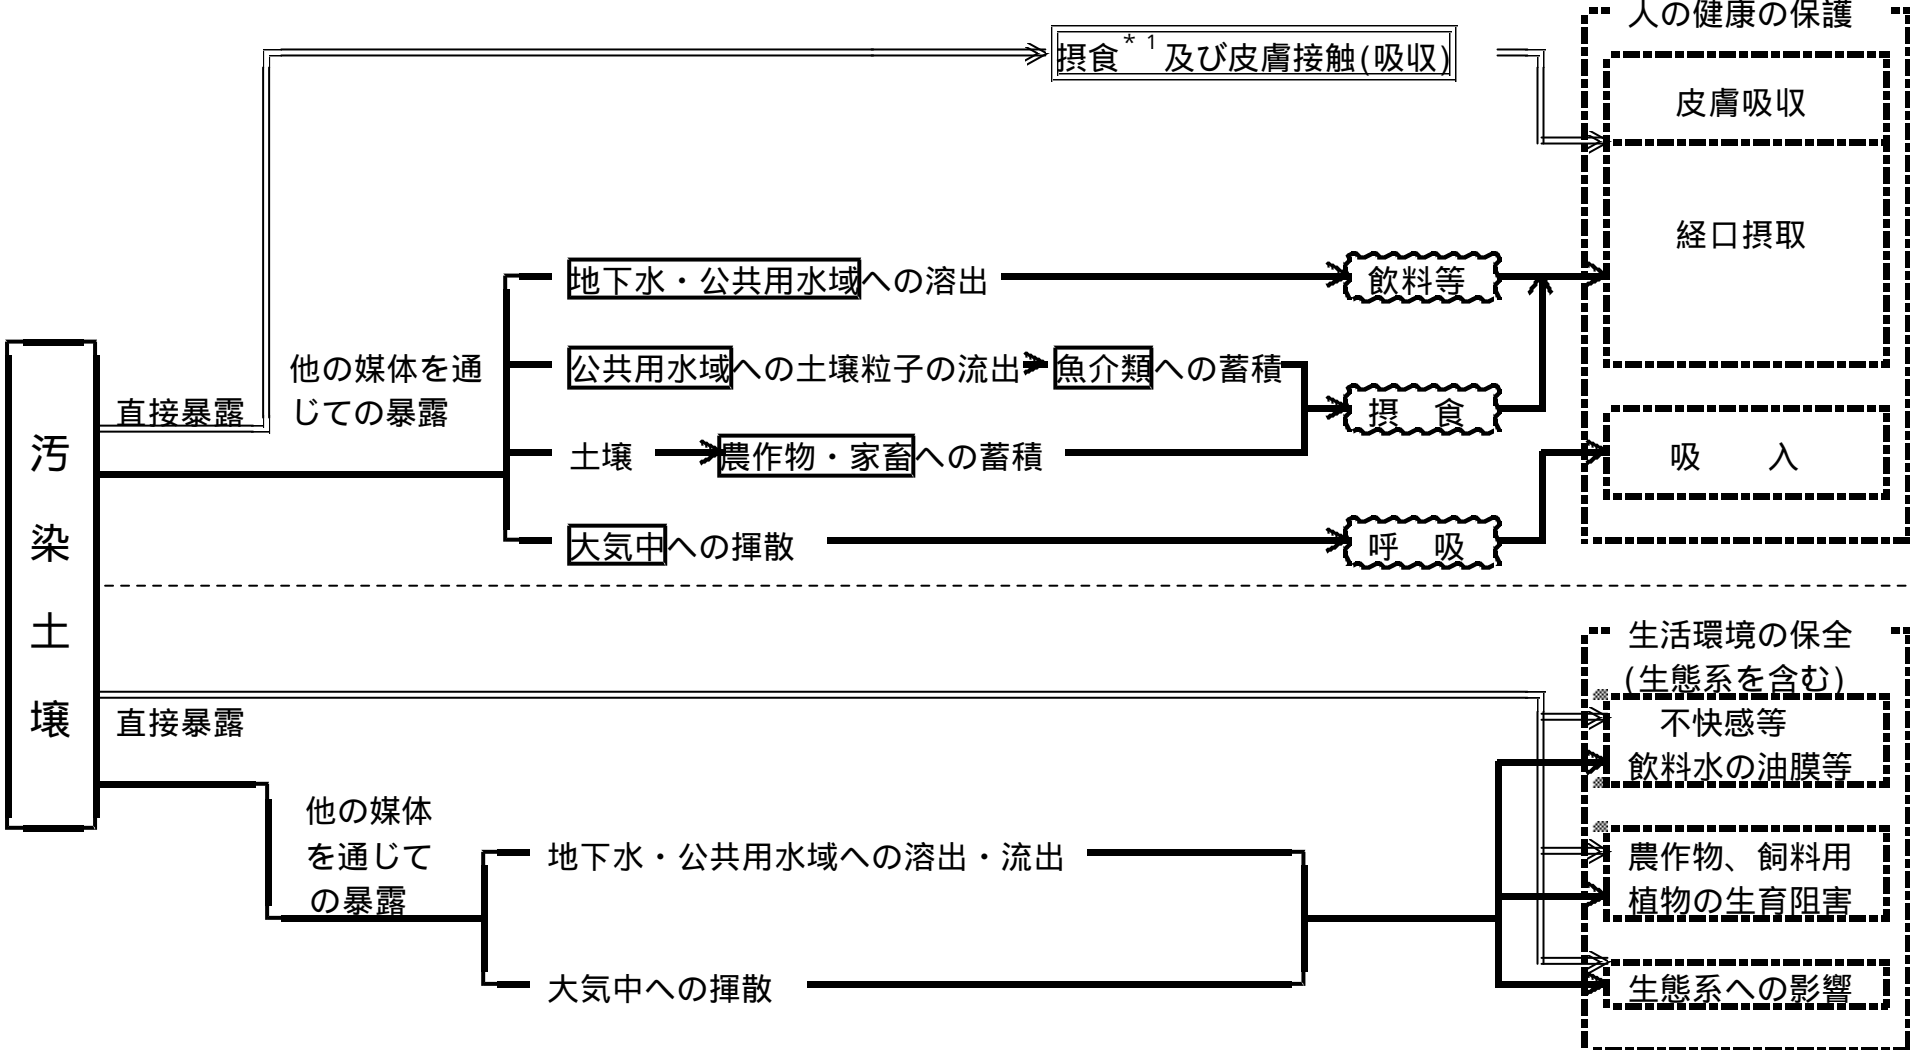 人の健康の保護
摂食*1及び皮膚接触(吸収)
皮膚吸収
経口摂取
地下水・公共用水域への溶出
飲料等
他の媒体を通
じての暴露
公共用水域への土壌粒子の流出
魚介類への蓄積
直接暴露
摂 食
土壌
農作物・家畜への蓄積
吸 入
大気中への揮散
呼 吸
汚
染
土
壌
生活環境の保全
(生態系を含む)
直接暴露
不快感等
飲料水の油膜等
他の媒体
を通じて
の暴露
地下水・公共用水域への溶出・流出
農作物、飼料用
植物の生育阻害
大気中への揮散
生態系への影響